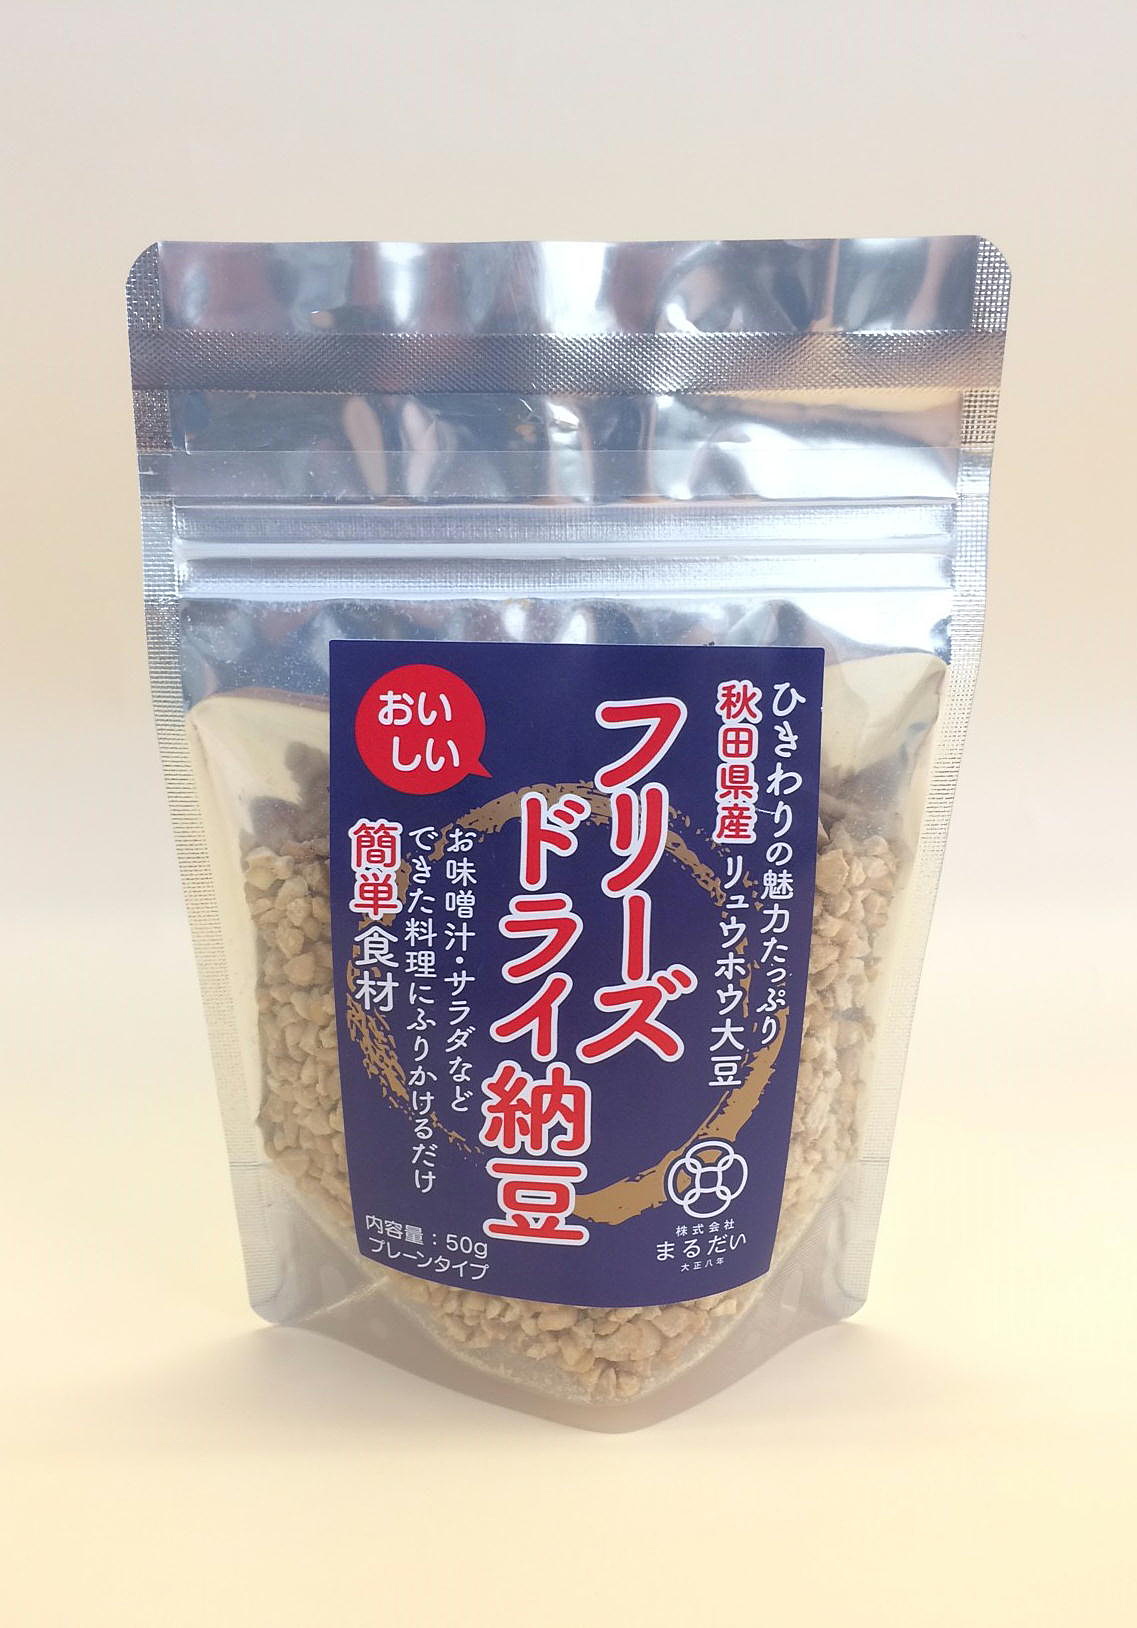 ひきわりの魅力たっぷり
秋田県産 リュウホウ大豆
フリーズ
ドライ納豆
おい
しい
お味噌汁・サラダなど
できた料理にふりかけるだけ
簡単食材
内容量：50g
プレーンタイプ
株式会社
まるだい
大正八年